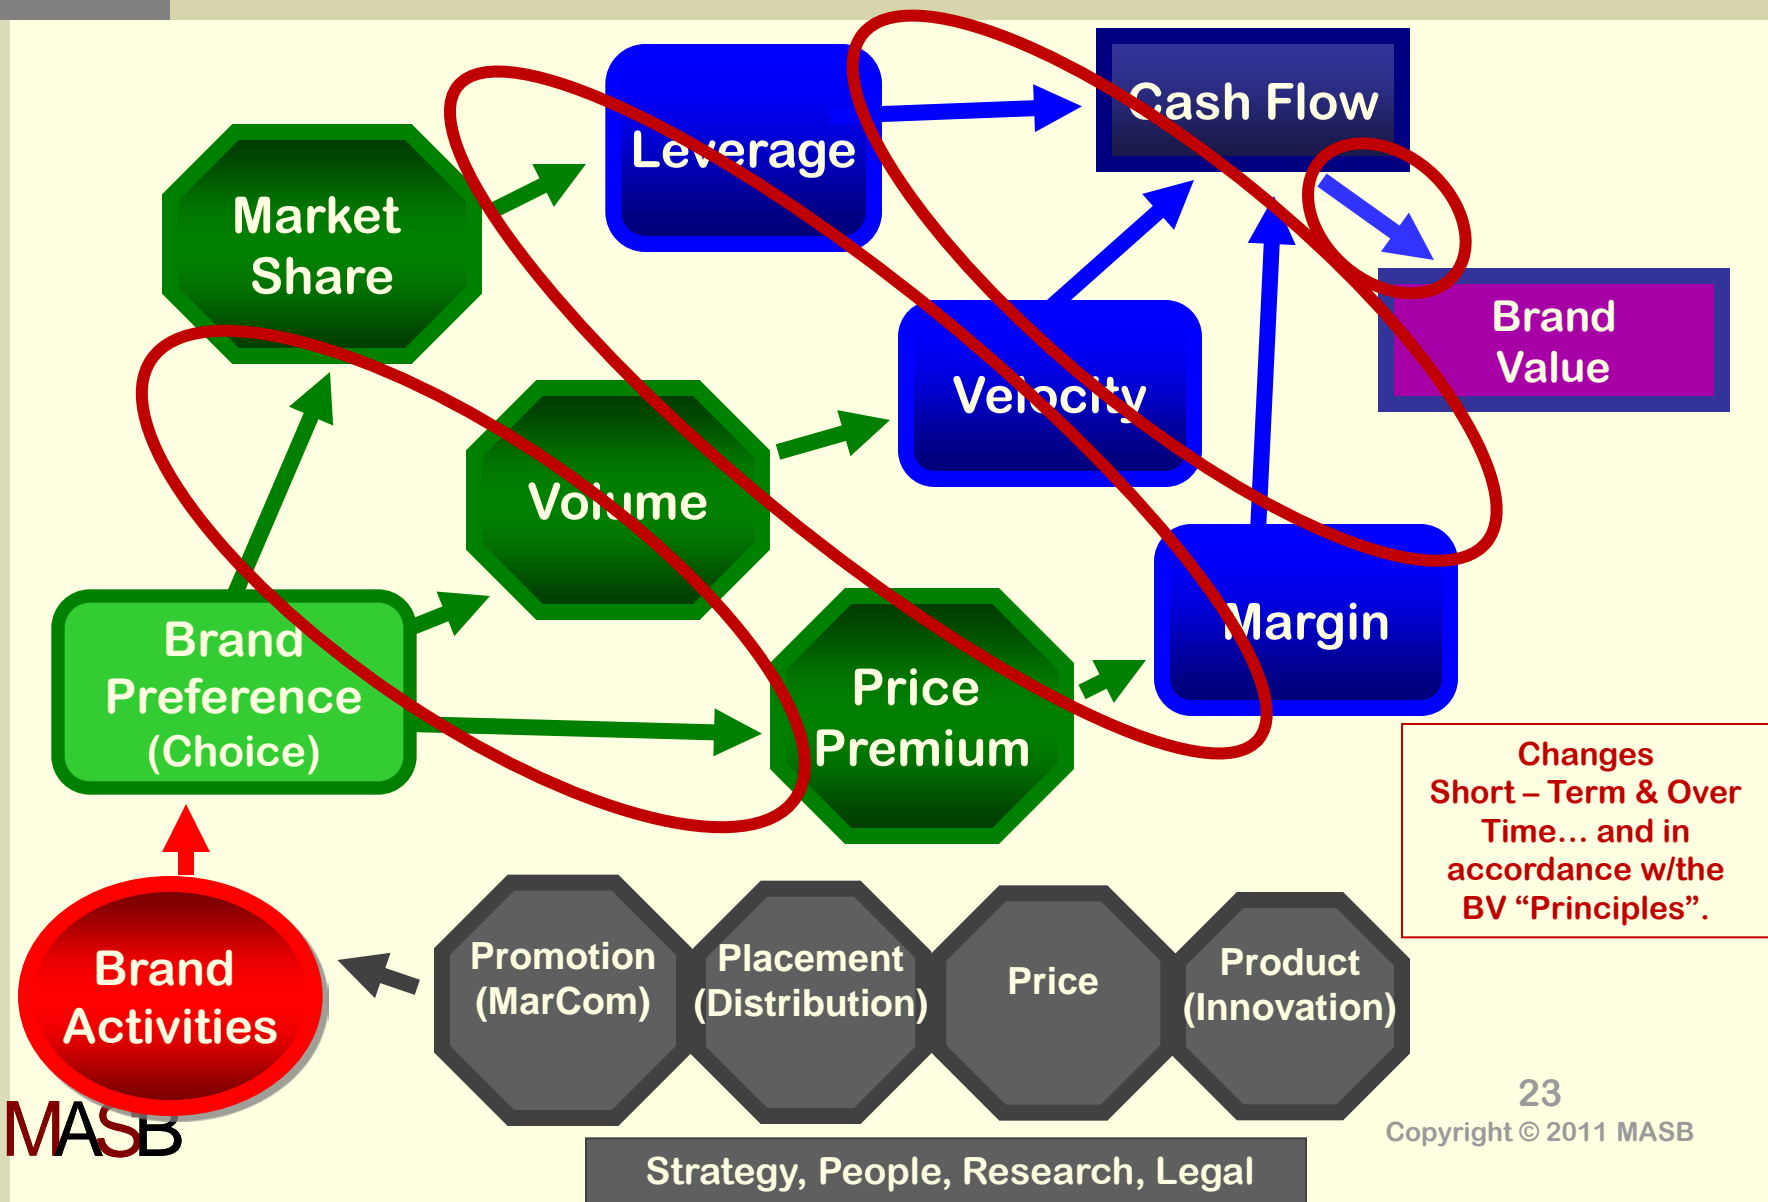 Cash Flow
Leverage
Market
Share
Brand
Value
Velocity
Volume
Margin
Brand
Preference
(Choice)
Price
Premium
Changes
Short – Term & Over
Time... and in
accordance w/the
BV “Principles”.
Brand
Activities
Promotion
(MarCom)
Placement
(Distribution)
Price
Product
(Innovation)
MASB
23
Copyright © 2011 MASB
Strategy, People, Research, Legal